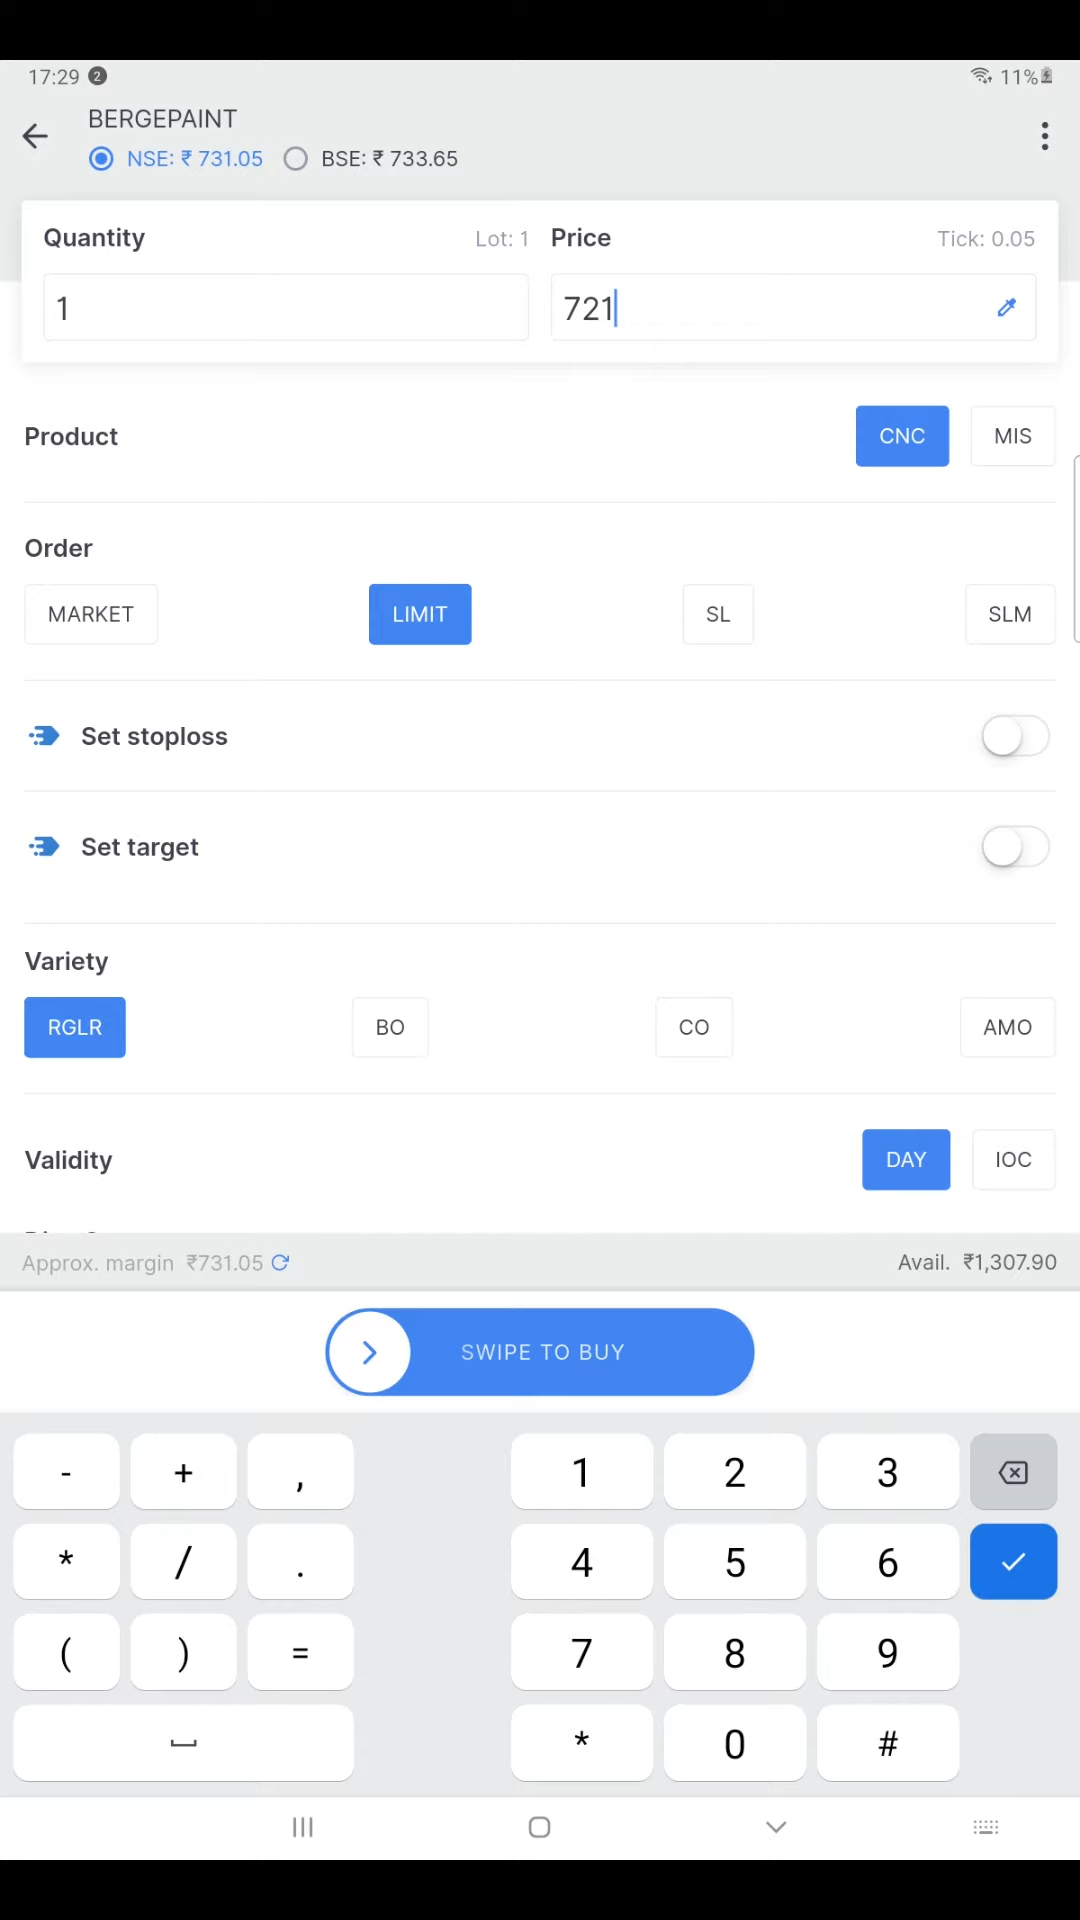 17:29 2 11%
BERGEPAINT
NSE: ₹ 731.05 BSE: ₹ 733.65
Quantity Lot: 1 Price Tick: 0.05
1 721
Product CNC MIS
Order
MARKET LIMIT SL SLM
Set stoploss
Set target
Variety
RGLR BO CO AMO
Validity DAY IOC
Approx. margin ₹731.05 Avail. ₹1,307.90
SWIPE TO BUY
- + , 1 2 3
* / . 4 5 6
( ) = 7 8 9
* 0 #